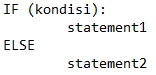 IF (kondisi):
        statement1
ELSE
        statement2